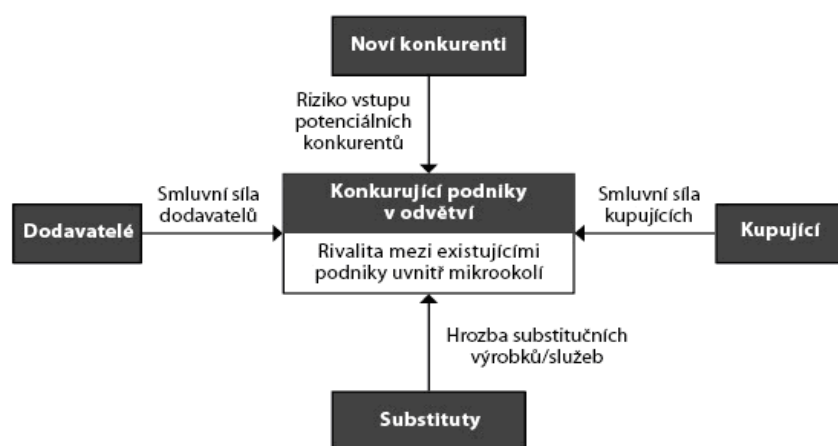 Noví konkurenti
Riziko vstupu
potenciálních
konkurentů
Konkurující podniky
v odvětví
Smluvní síla
dodavatelů
Smluvní síla
kupujících
Dodavatelé
Kupující
Rivalita mezi existujícími
podniky uvnitř mikrookolí
Hrozba substitučních
výrobků/služeb
Substituty